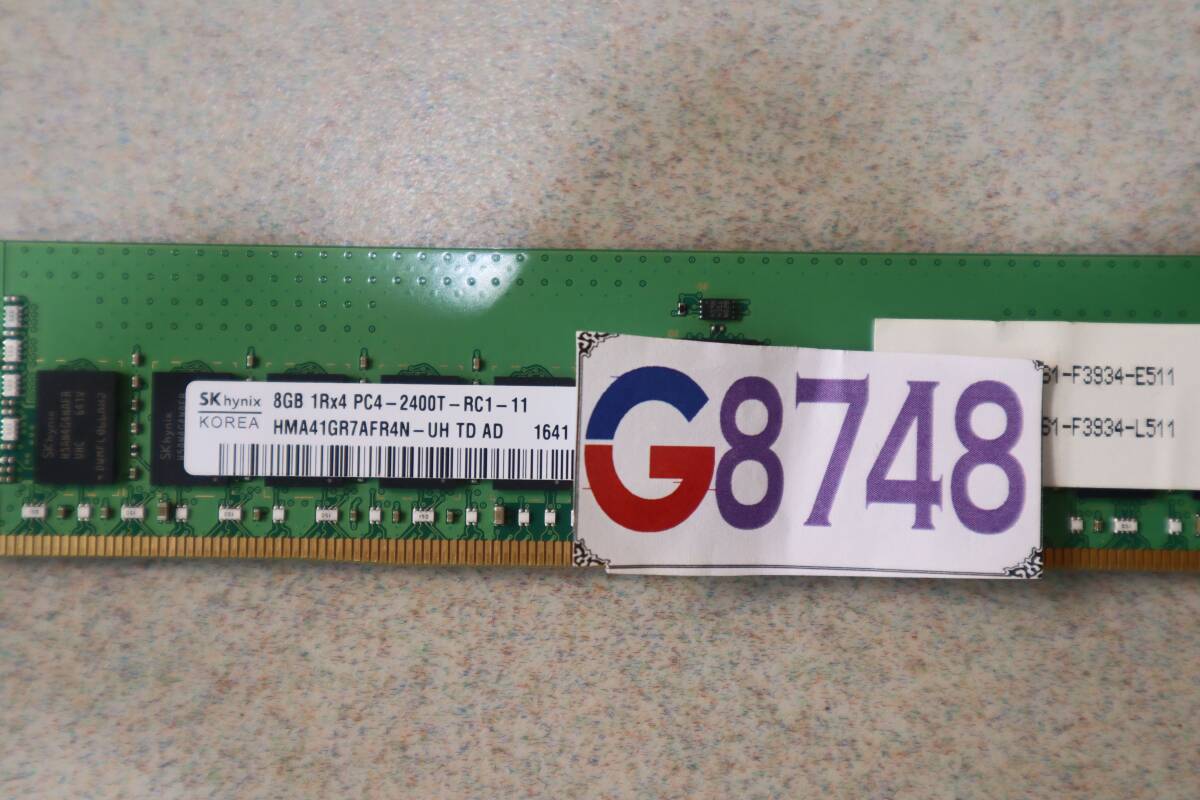 SK hynix 8GB 1Rx4 PC4-2400T-RC1-11
KOREA HMA41GR7AFR4N-UH TD AD 1641
G8748
-F3934-E511
-F3934-L511
SKhynix